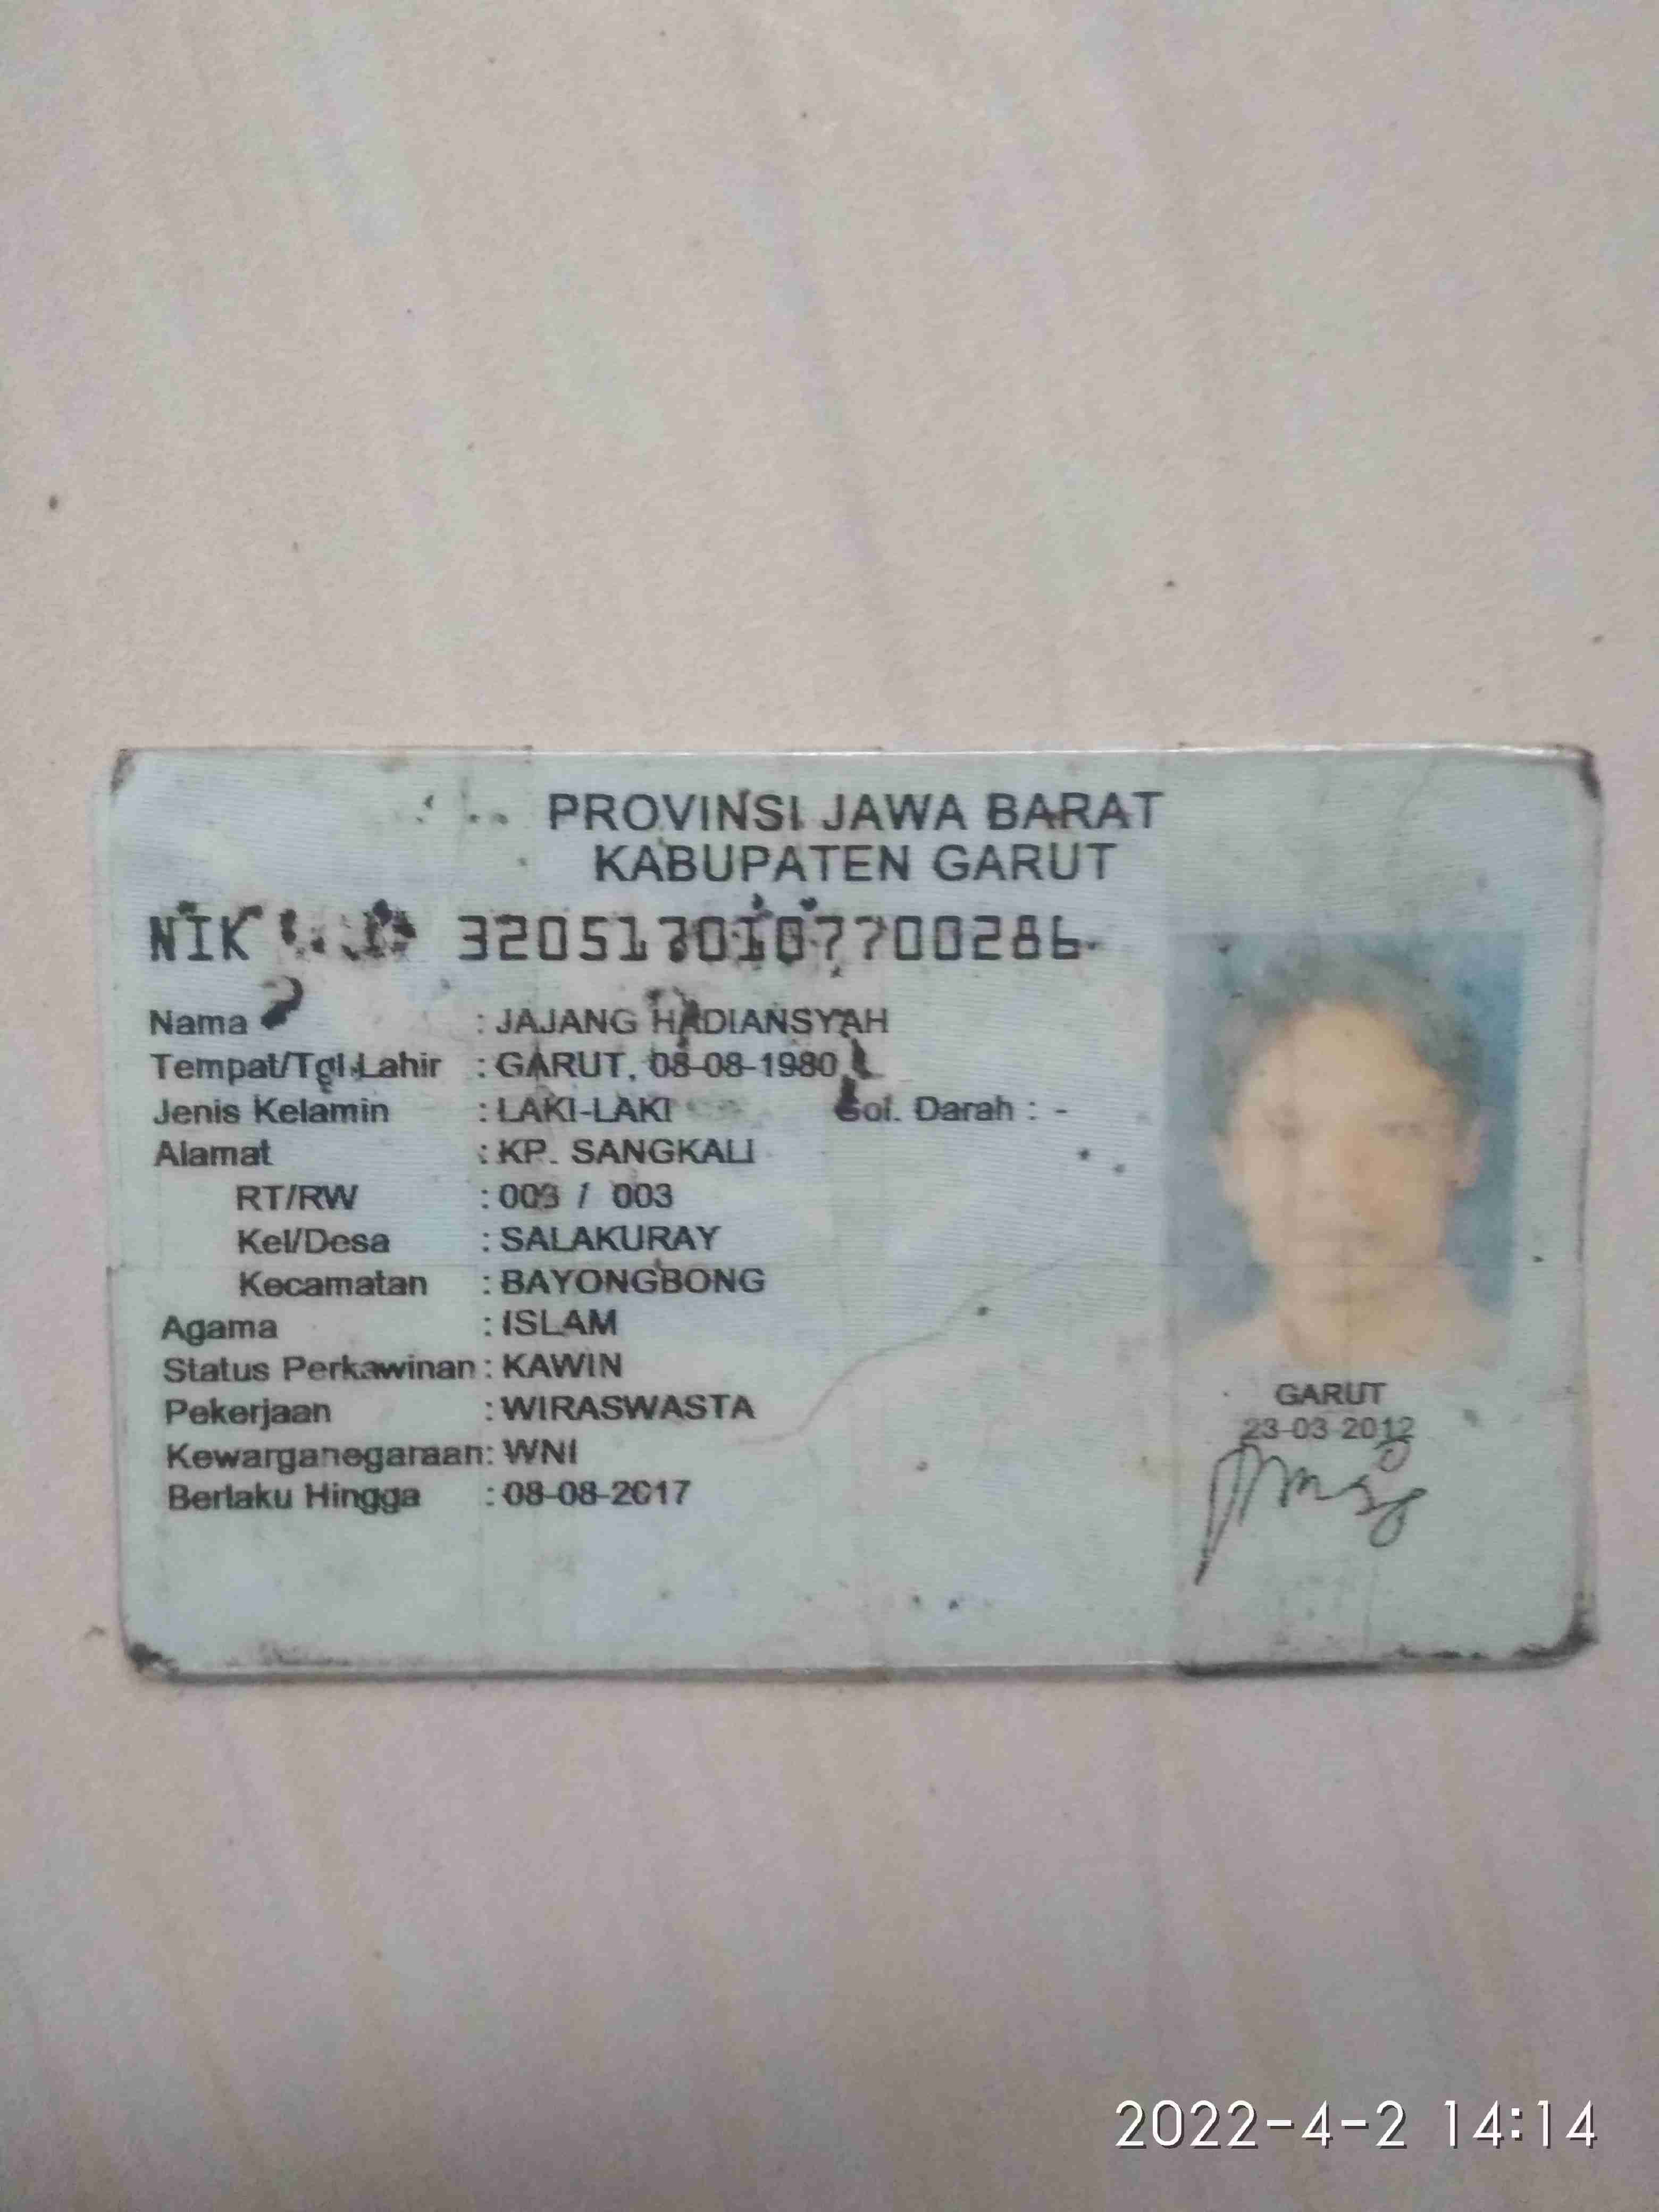 PROVINSI JAWA BARAT
KABUPATEN GARUT
NIK 3205170107700286
Nama : JAJANG HADIANSYAH
Tempat/Tgl.Lahir : GARUT, 08-08-1980
Jenis Kelamin : LAKI-LAKI Gol. Darah : -
Alamat : KP. SANGKALI
RT/RW : 003 / 003
Kel/Desa : SALAKURAY
Kecamatan : BAYONGBONG
Agama : ISLAM
Status Perkawinan : KAWIN
Pekerjaan : WIRASWASTA
Kewarganegaraan: WNI
Berlaku Hingga : 08-08-2017
GARUT
23-03-2012
2022-4-2 14:14